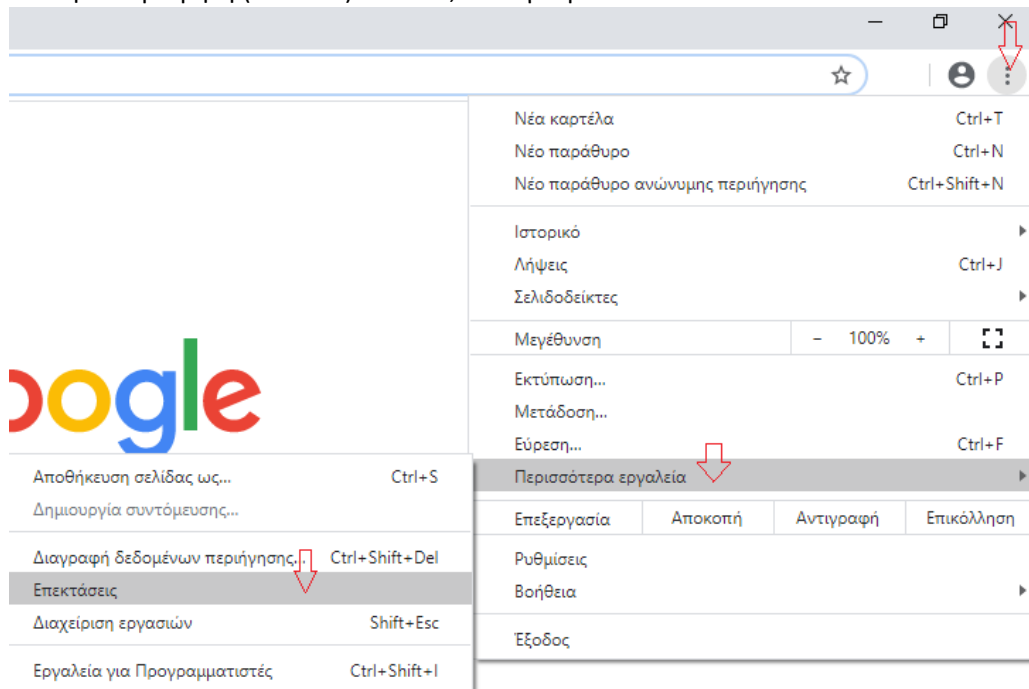 Νέα καρτέλα Ctrl+T
Νέο παράθυρο Ctrl+N
Νέο παράθυρο ανώνυμης περιήγησης Ctrl+Shift+N
Ιστορικό
Λήψεις Ctrl+J
Σελιδοδείκτες
Μεγέθυνση - 100% +
Εκτύπωση... Ctrl+P
Μετάδοση...
Εύρεση... Ctrl+F
Περισσότερα εργαλεία
Επεξεργασία Αποκοπή Αντιγραφή Επικόλληση
Ρυθμίσεις
Βοήθεια
Έξοδος
oogle
Αποθήκευση σελίδας ως... Ctrl+S
Δημιουργία συντόμευσης...
Διαγραφή δεδομένων περιήγησης... Ctrl+Shift+Del
Επεκτάσεις
Διαχείριση εργασιών Shift+Esc
Εργαλεία για Προγραμματιστές Ctrl+Shift+I